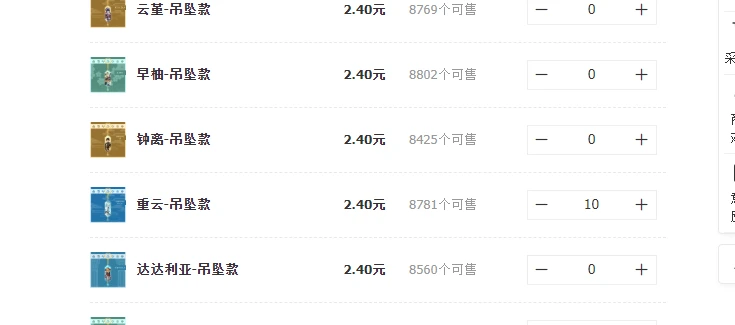 云堇-吊坠款 2.40元 8769个可售 0
早柚-吊坠款 2.40元 8802个可售 — 0 +
钟离-吊坠款 2.40元 8425个可售 — 0 +
重云-吊坠款 2.40元 8781个可售 — 10 +
达达利亚-吊坠款 2.40元 8560个可售 — 0 +
采